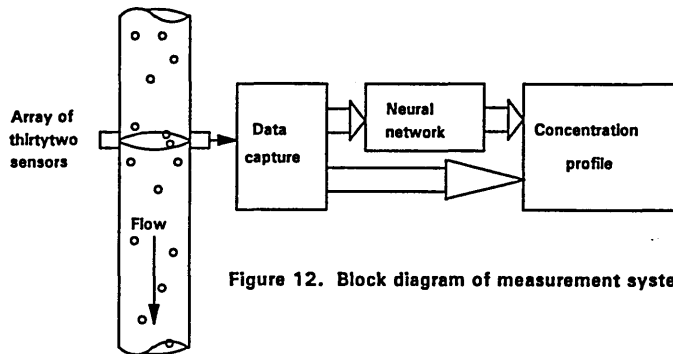 Array of
thirtytwo
sensors
Flow
Data
capture
Neural
network
Concentration
profile
Figure 12. Block diagram of measurement syste